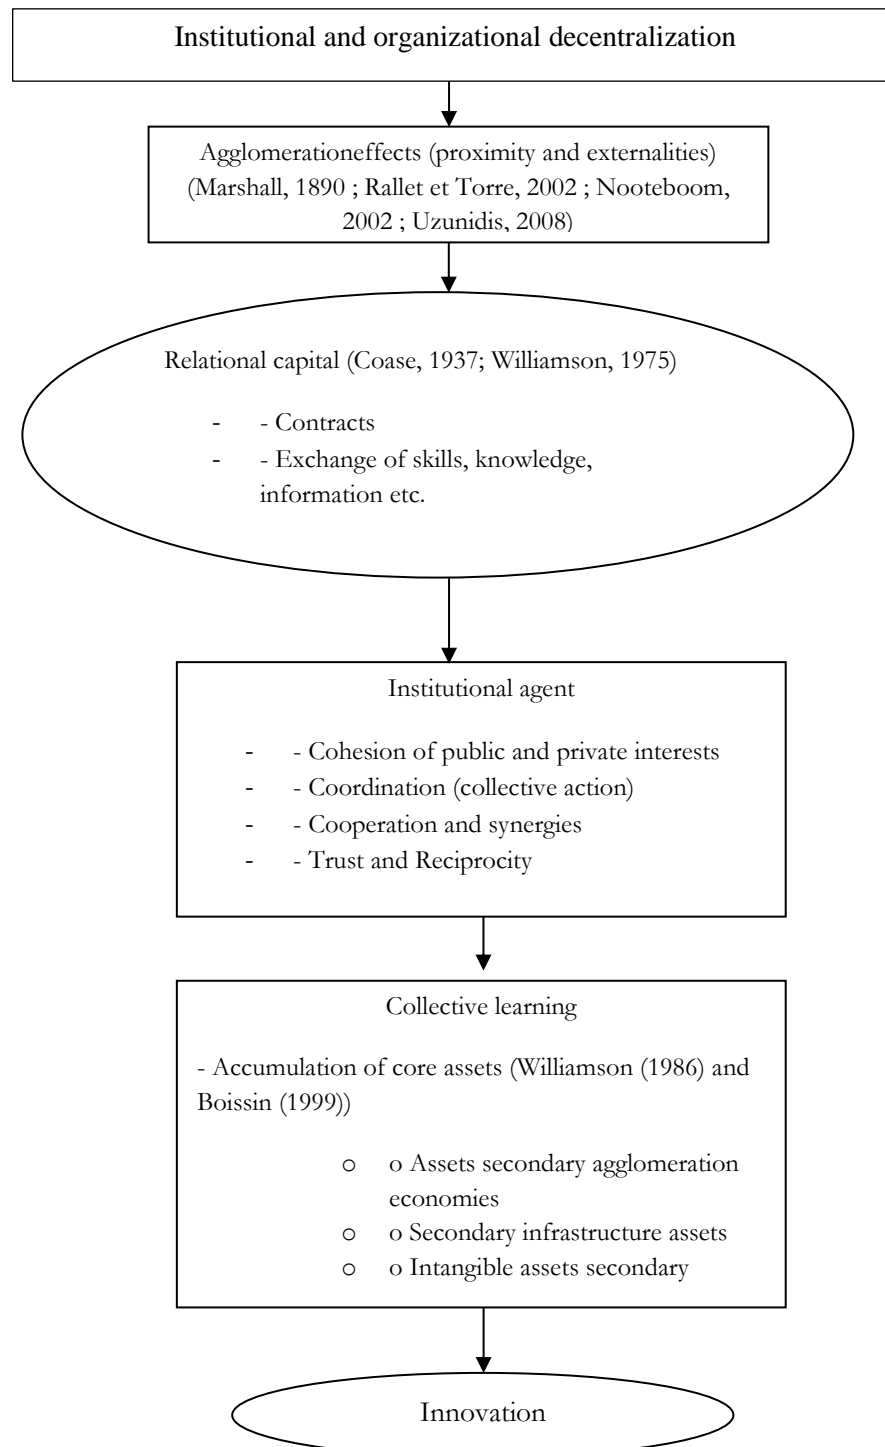 Institutional and organizational decentralization
Agglomerationeffects (proximity and externalities)
(Marshall, 1890 ; Rallet et Torre, 2002 ; Nooteboom,
2002 ; Uzunidis, 2008)
Relational capital (Coase, 1937; Williamson, 1975)
- - Contracts
- - Exchange of skills, knowledge,
information etc.
Institutional agent
- - Cohesion of public and private interests
- - Coordination (collective action)
- - Cooperation and synergies
- - Trust and Reciprocity
Collective learning
- Accumulation of core assets (Williamson (1986) and
Boissin (1999))
o o Assets secondary agglomeration
economies
o o Secondary infrastructure assets
o o Intangible assets secondary
Innovation